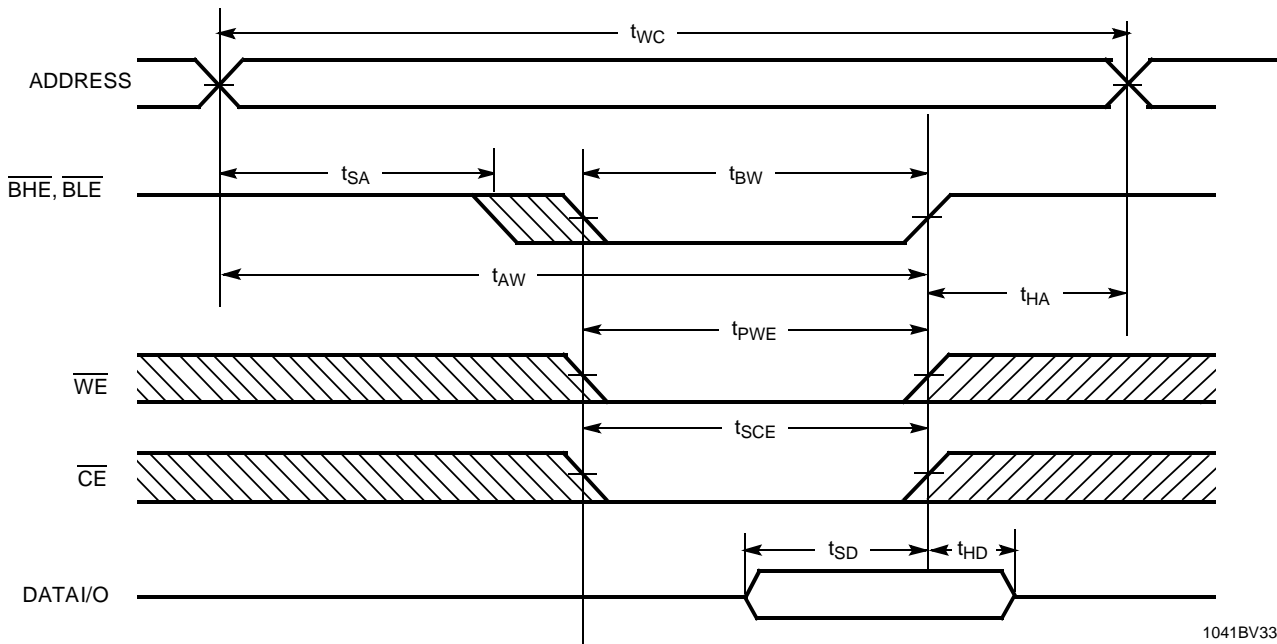 tWC
ADDRESS
tSA
tBW
BHE, BLE
tAW
tHA
tPWE
WE
tSCE
CE
tSD
tHD
DATAI/O
1041BV33